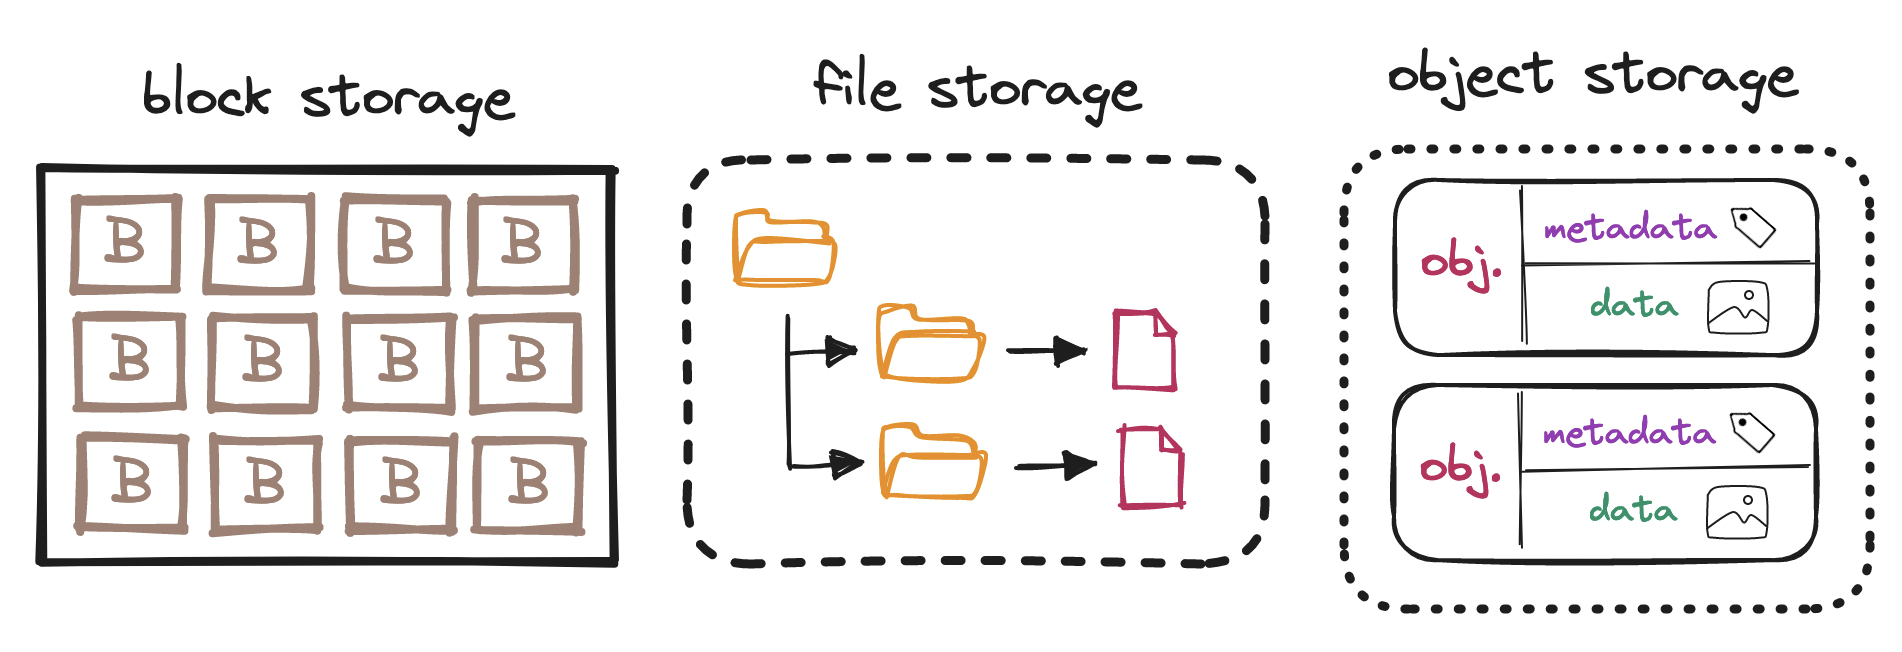 block storage
file storage
object storage
B B B B
B B B B
B B B B
obj.
metadata
data
obj.
metadata
data